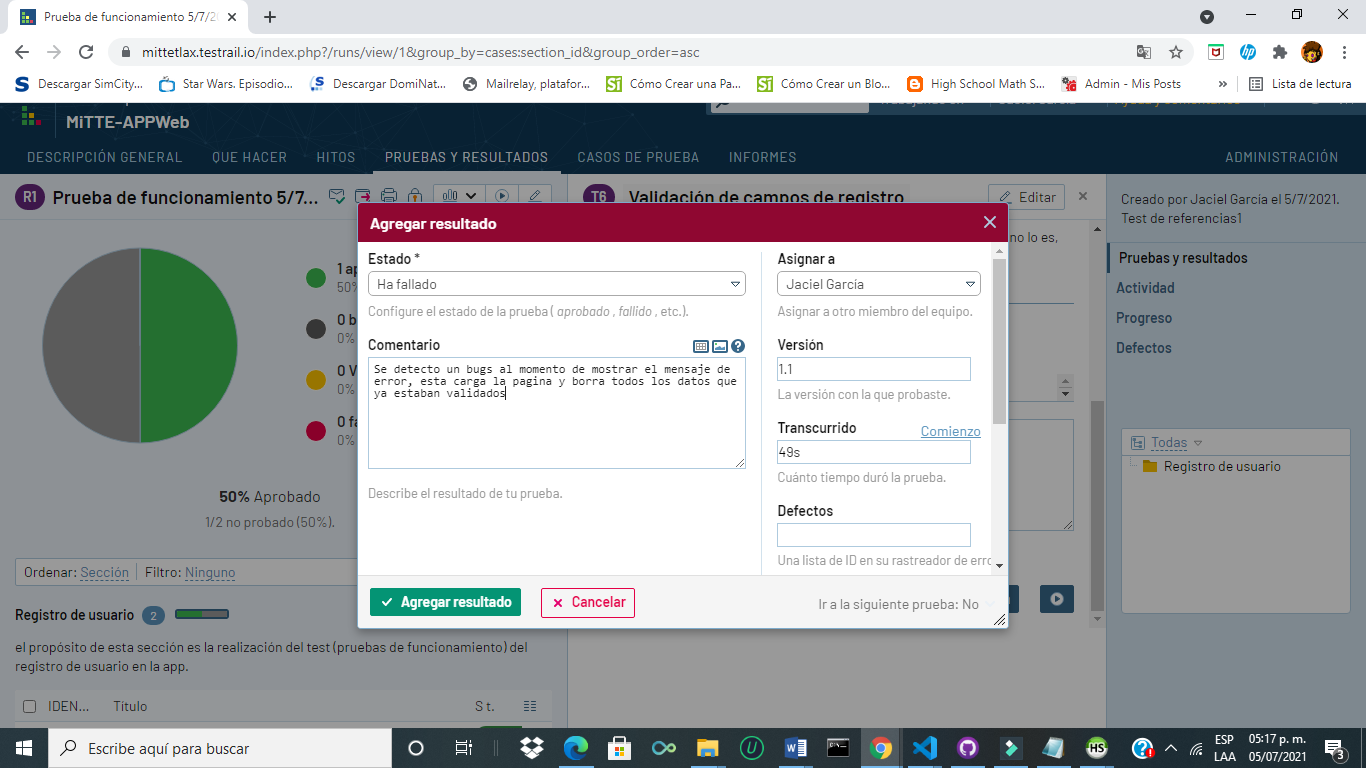 Prueba de funcionamiento 5/7/2
mittetlax.testrail.io/index.php?/runs/view/1&group_by=cases:section_id&group_order=asc
Descargar SimCity...
Star Wars. Episodio...
Descargar DomiNat...
Mailrelay, platafor...
Cómo Crear una Pa...
Cómo Crear un Blo...
High School Math S...
Admin - Mis Posts
»
Lista de lectura
MiTTE-APPWeb
DESCRIPCIÓN GENERAL
QUE HACER
HITOS
PRUEBAS Y RESULTADOS
CASOS DE PRUEBA
INFORMES
ADMINISTRACIÓN
R1
Prueba de funcionamiento 5/7...
T6
Validación de campos de registro
Editar
Creado por Jaciel García el 5/7/2021.
Test de referencias1
Pruebas y resultados
Actividad
Progreso
Defectos
Todas
Registro de usuario
no lo es,
1 ap
50%
0 b
0%
0 V
0%
0 fa
0%
50% Aprobado
1/2 no probado (50%).
Ordenar: Sección
Filtro: Ninguno
Registro de usuario
2
el propósito de esta sección es la realización del test (pruebas de funcionamiento) del
registro de usuario en la app.
IDEN...
Título
S t.
Agregar resultado
Estado *
Ha fallado
Configure el estado de la prueba ( aprobado , fallido , etc.).
Comentario
Se detecto un bugs al momento de mostrar el mensaje de
error, esta carga la pagina y borra todos los datos que
ya estaban validados
Describe el resultado de tu prueba.
Asignar a
Jaciel García
Asignar a otro miembro del equipo.
Versión
1.1
La versión con la que probaste.
Transcurrido
Comienzo
49s
Cuánto tiempo duró la prueba.
Defectos
Una lista de ID en su rastreador de erro
Agregar resultado
Cancelar
Ir a la siguiente prueba: No
Escribe aquí para buscar
ESP
LAA
05:17 p. m.
05/07/2021
3